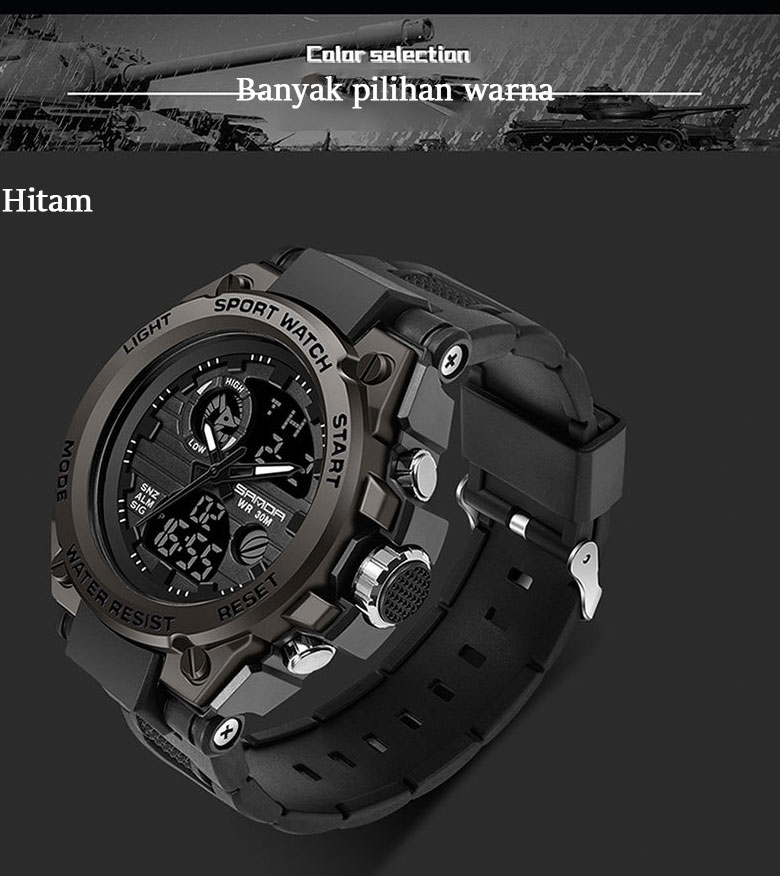 Color selection
Banyak pilihan warna
Hitam
LIGHT
SPORT WATCH
START
MODE
WATER RESIST
RESET
HIGH
LOW
TH
SNZ
ALM
SIG
SANDA
WR 30M